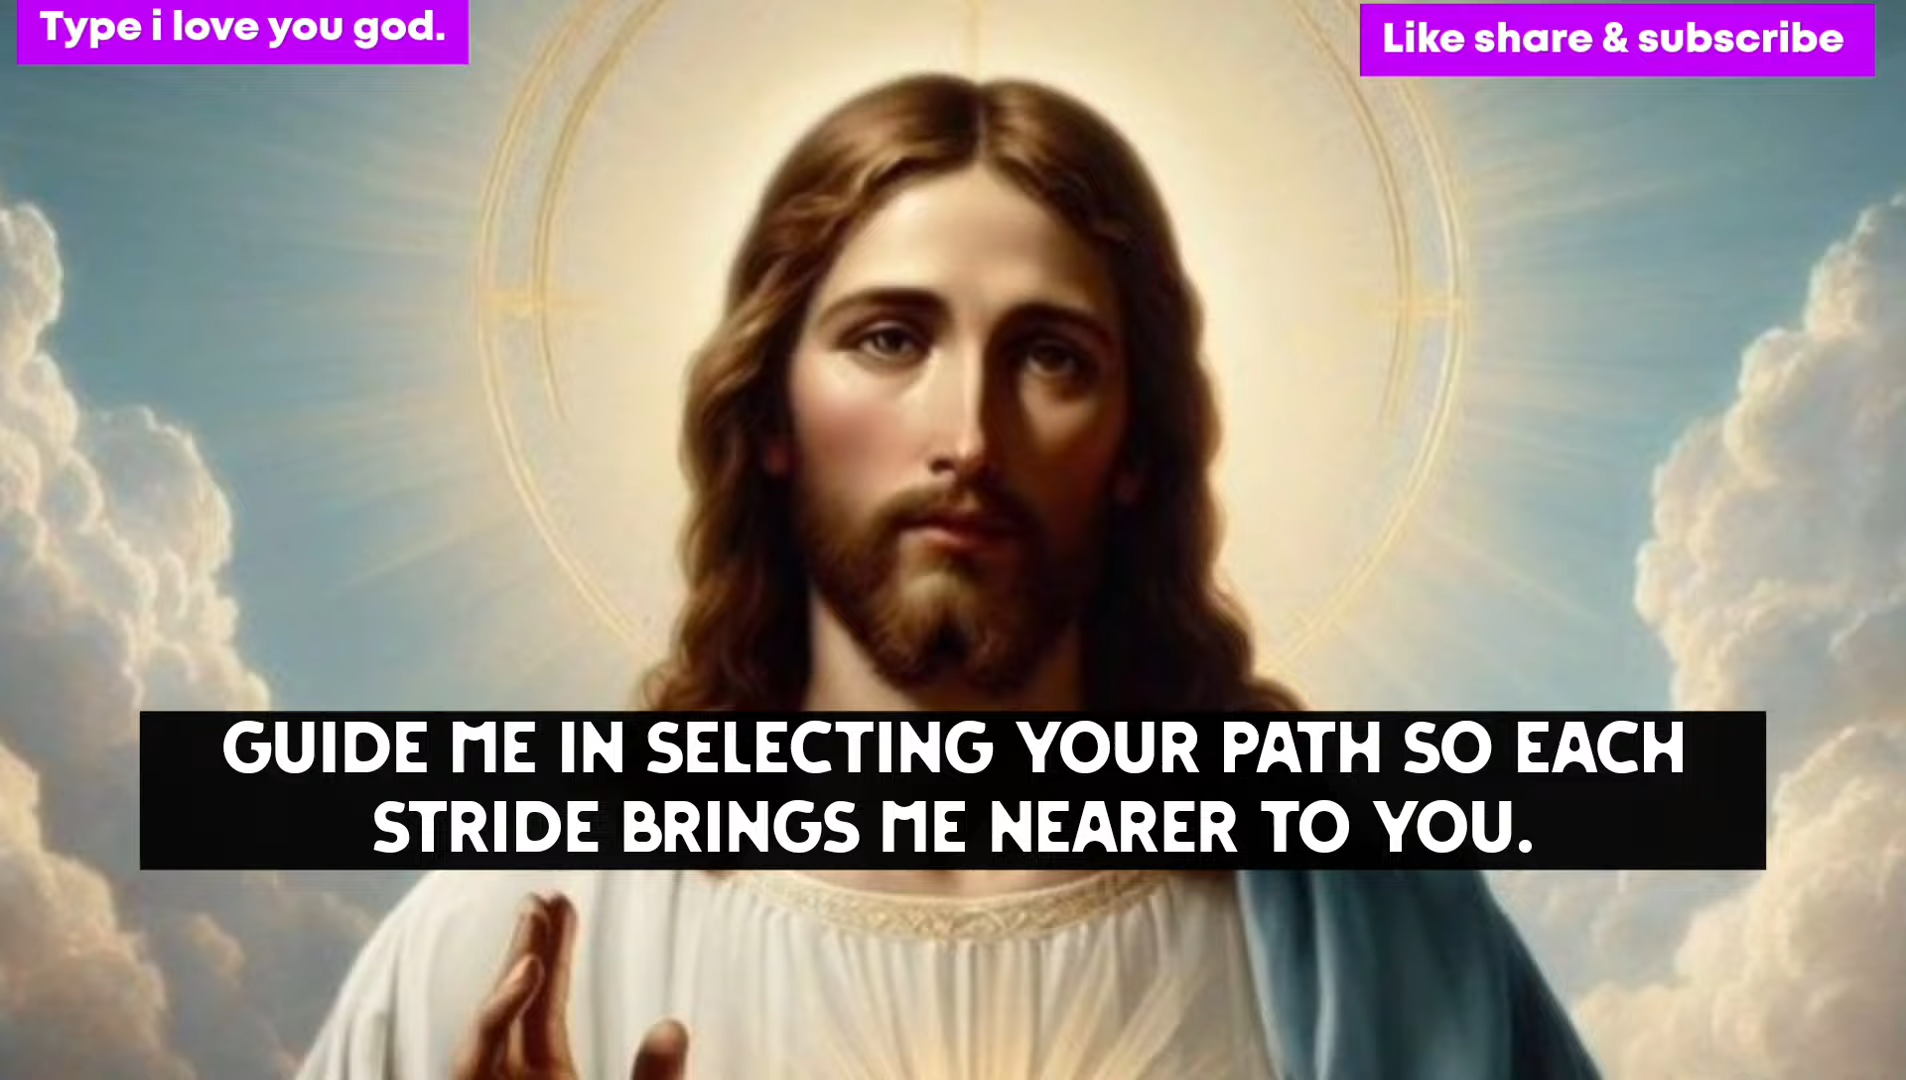 Type i love you god.
Like share & subscribe
GUIDE ME IN SELECTING YOUR PATH SO EACH
STRIDE BRINGS ME NEARER TO YOU.